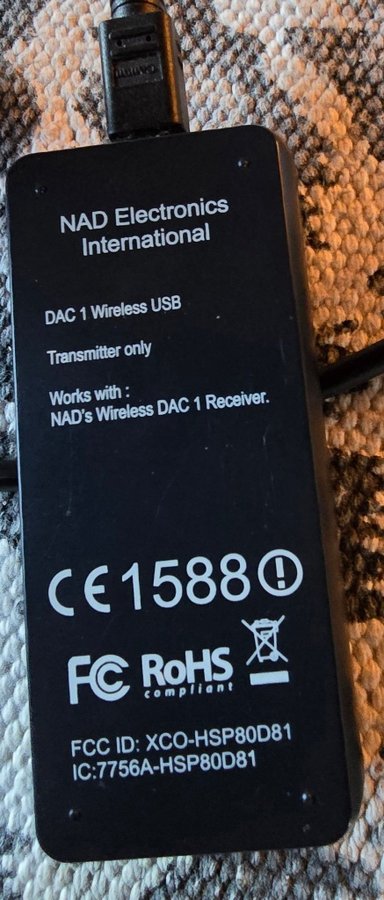 NAD Electronics
International
DAC 1 Wireless USB
Transmitter only
Works with :
NAD's Wireless DAC 1 Receiver.
CE1588
FC RoHS
compliant
FCC ID: XCO-HSP80D81
IC:7756A-HSP80D81